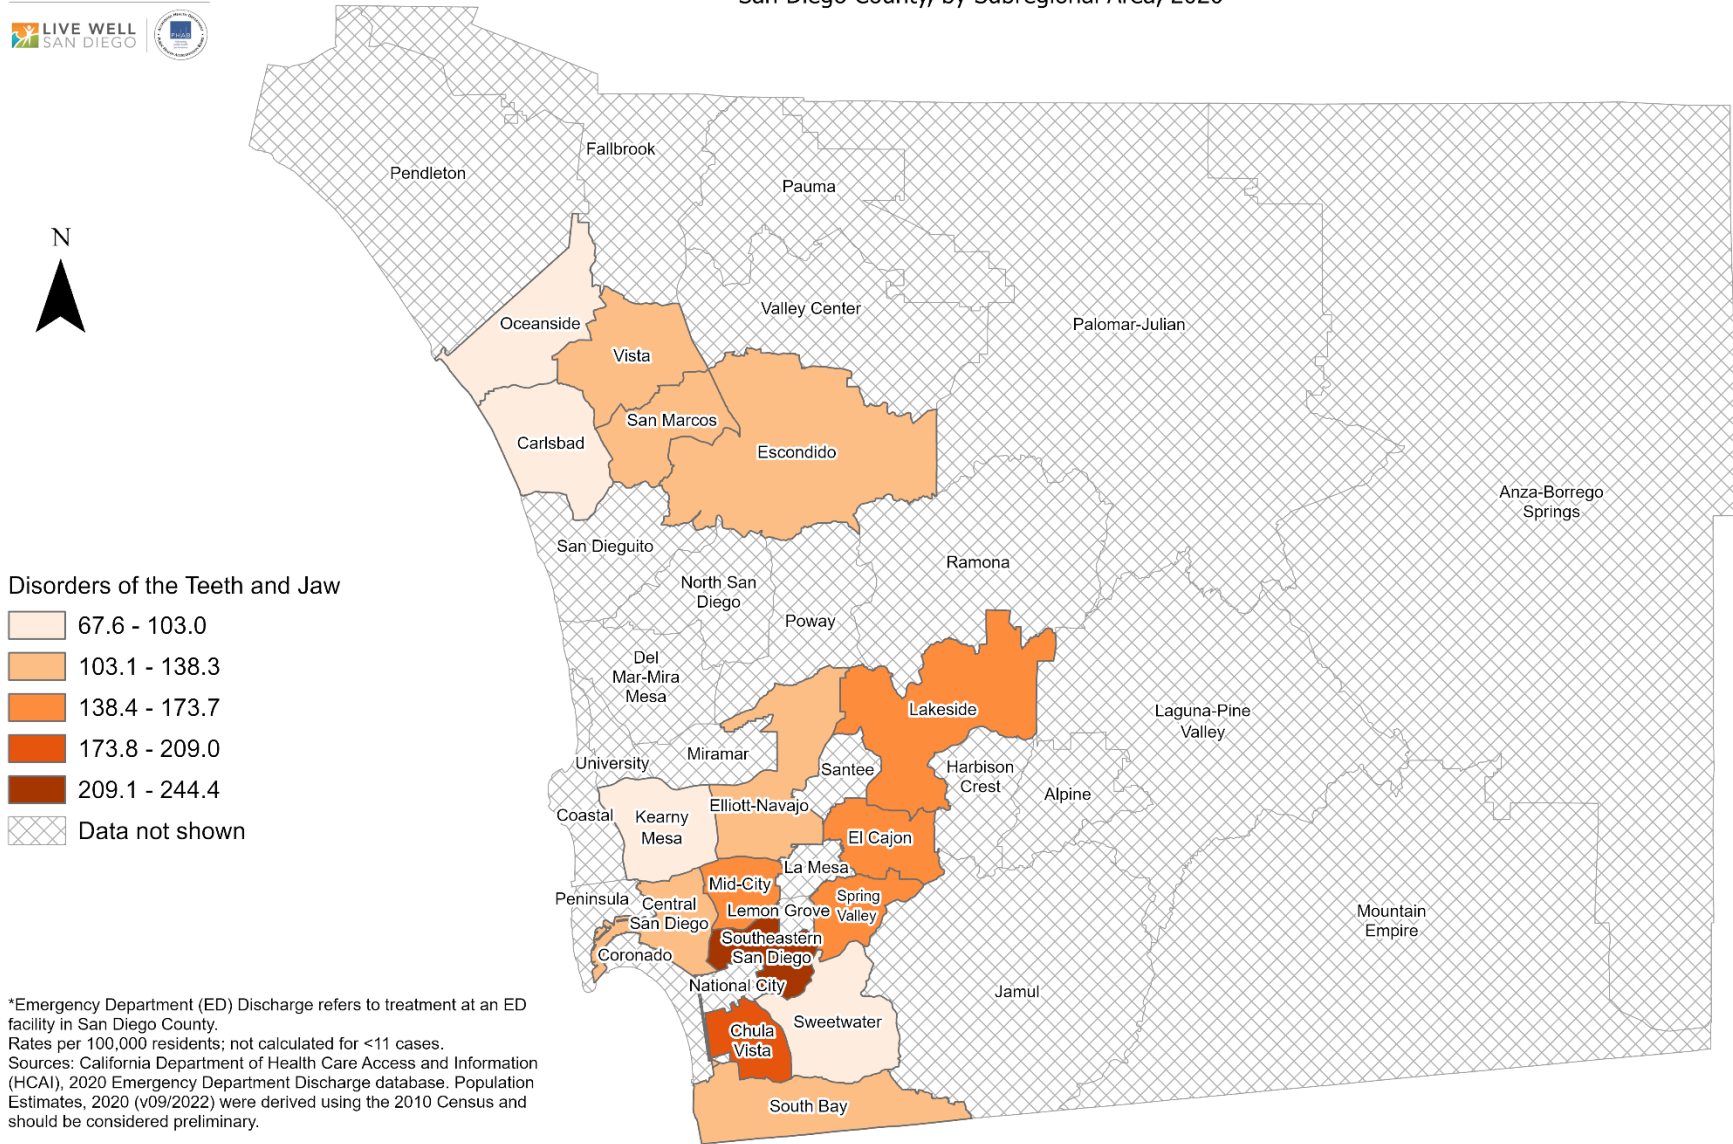 San Diego County, by Subregional Area, 2020
LIVE WELL
SAN DIEGO
PHAB
N
Pendleton
Fallbrook
Pauma
Valley Center
Palomar-Julian
Oceanside
Vista
San Marcos
Carlsbad
Escondido
Anza-Borrego
Springs
San Dieguito
North San
Diego
Ramona
Poway
Del
Mar-Mira
Mesa
Lakeside
Laguna-Pine
Valley
Miramar
University
Santee
Harbison
Crest
Alpine
Coastal
Kearny
Mesa
Elliott-Navajo
El Cajon
La Mesa
Mid-City
Peninsula
Central
San Diego
Lemon Grove
Spring
Valley
Southeastern
San Diego
Coronado
National City
Mountain
Empire
Jamul
Sweetwater
Chula
Vista
South Bay
Disorders of the Teeth and Jaw
67.6 - 103.0
103.1 - 138.3
138.4 - 173.7
173.8 - 209.0
209.1 - 244.4
Data not shown
*Emergency Department (ED) Discharge refers to treatment at an ED
facility in San Diego County.
Rates per 100,000 residents; not calculated for <11 cases.
Sources: California Department of Health Care Access and Information
(HCAI), 2020 Emergency Department Discharge database. Population
Estimates, 2020 (v09/2022) were derived using the 2010 Census and
should be considered preliminary.